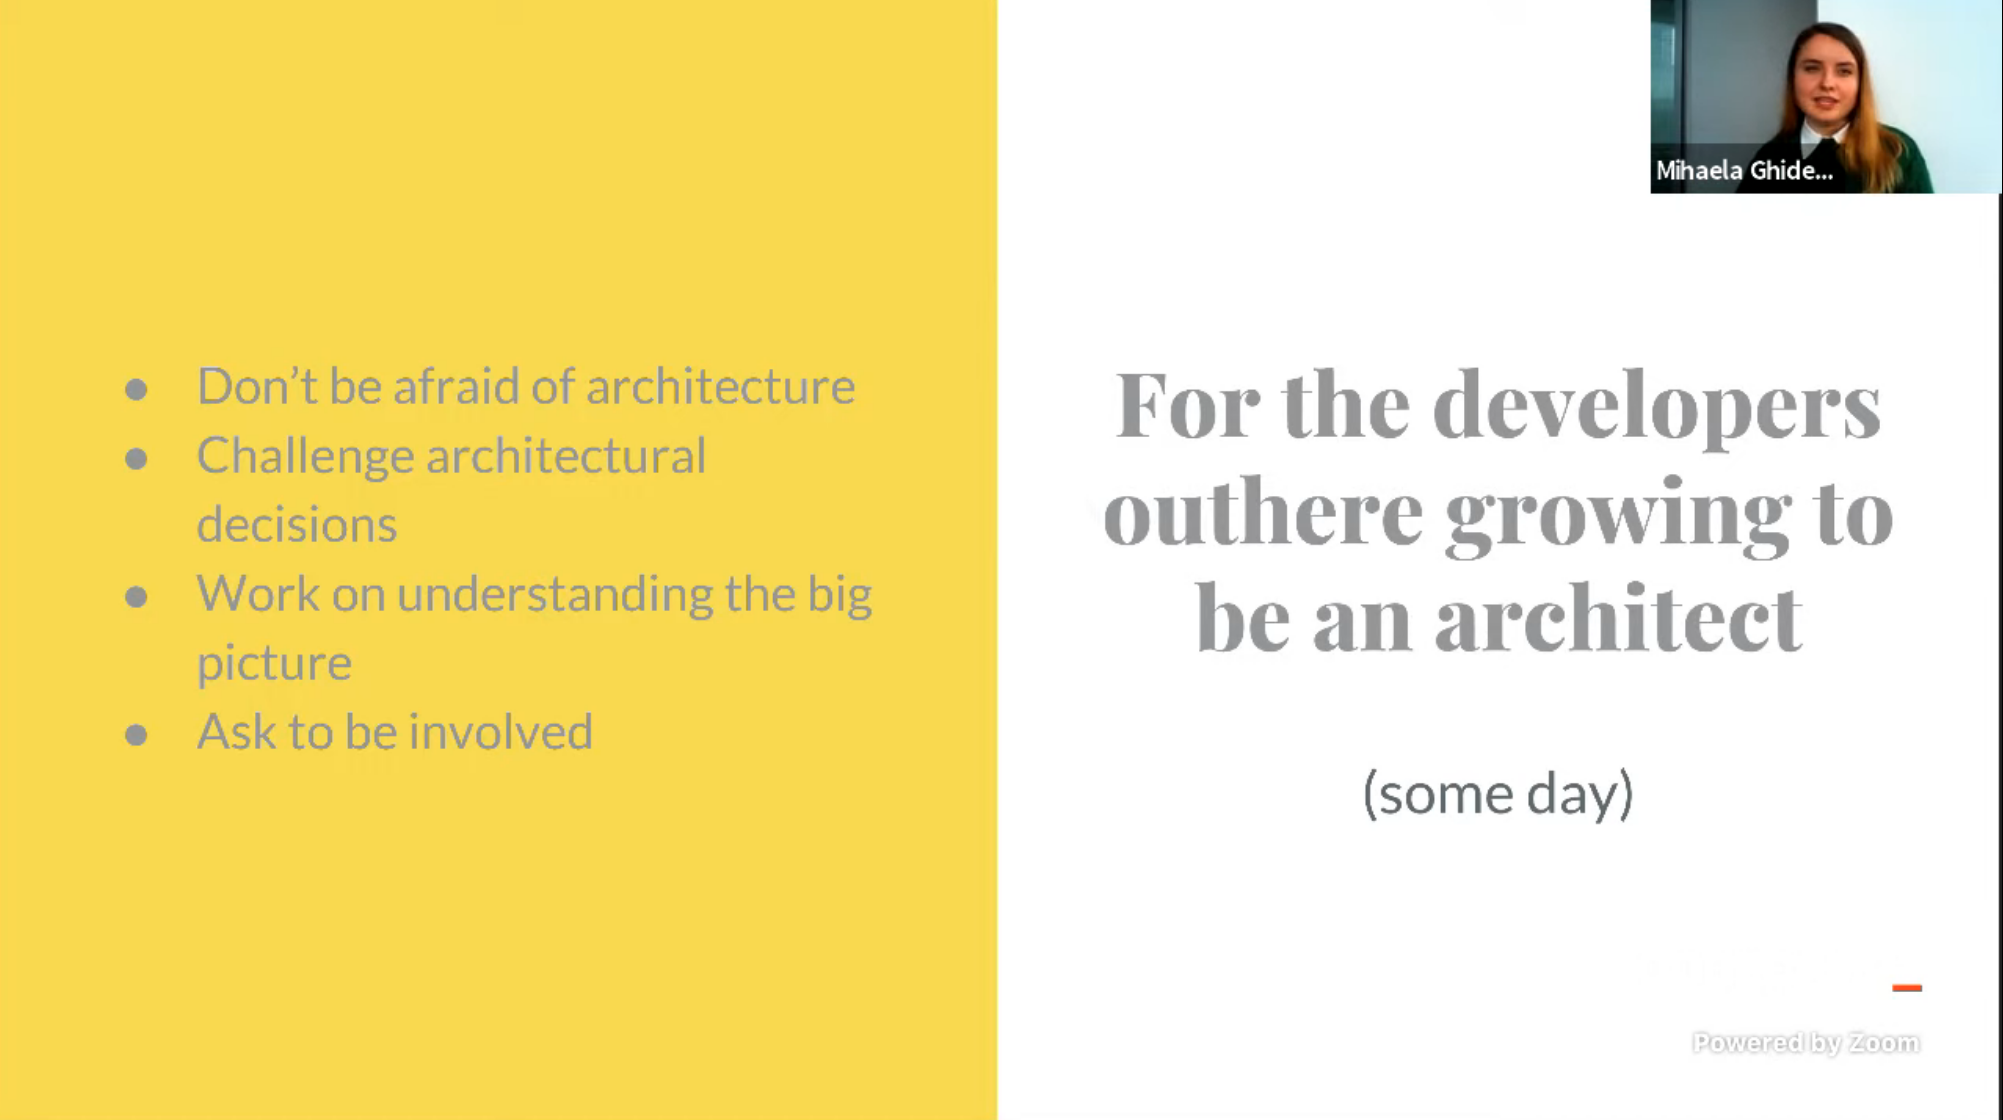 Don't be afraid of architecture
Challenge architectural
decisions
Work on understanding the big
picture
Ask to be involved
For the developers
outhere growing to
be an architect
(some day)
Mihaela Ghide...
Powered by Zoom